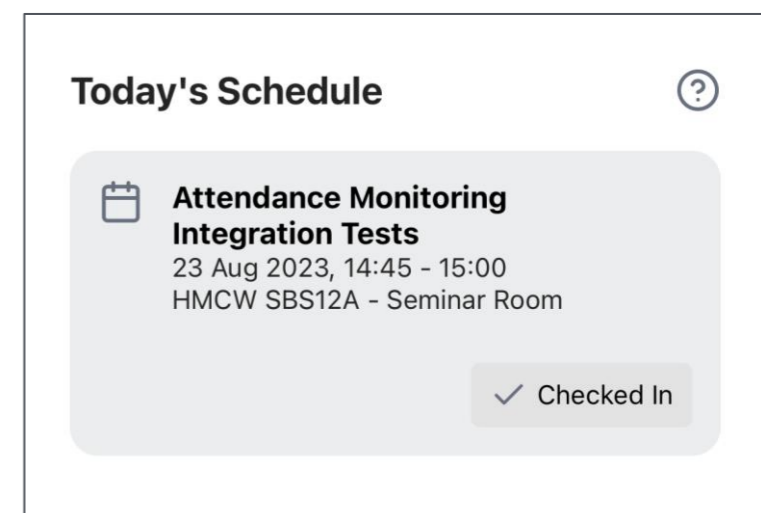 Today's Schedule
Attendance Monitoring
Integration Tests
23 Aug 2023, 14:45 - 15:00
HMCW SBS12A - Seminar Room
Checked In